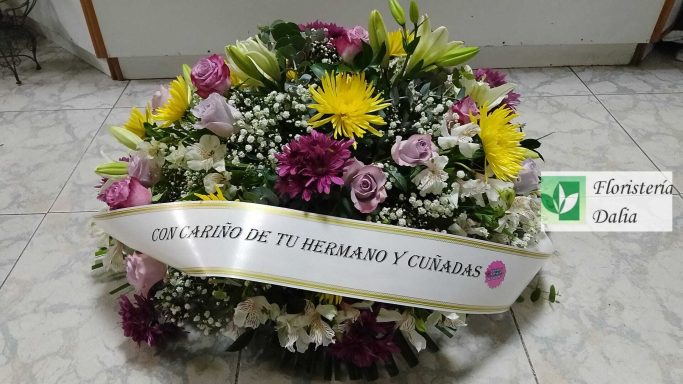 CON CARIÑO DE TU HERMANO Y CUÑADAS
Floristería
Dalia